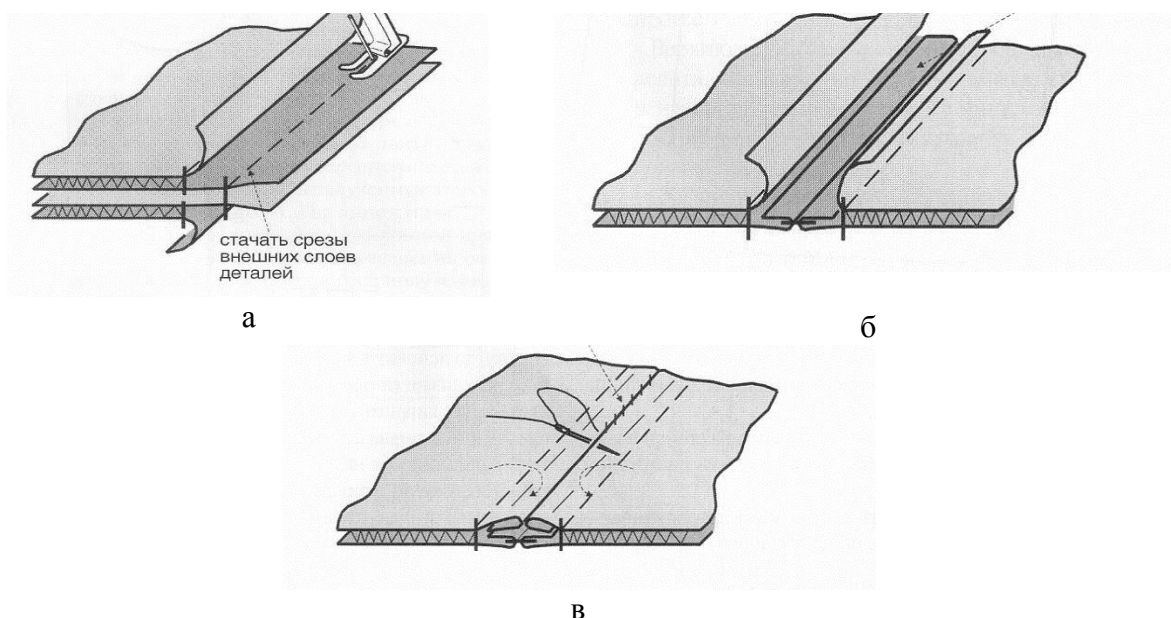 стачать срезы
внешних слоев
деталей
а
б
в